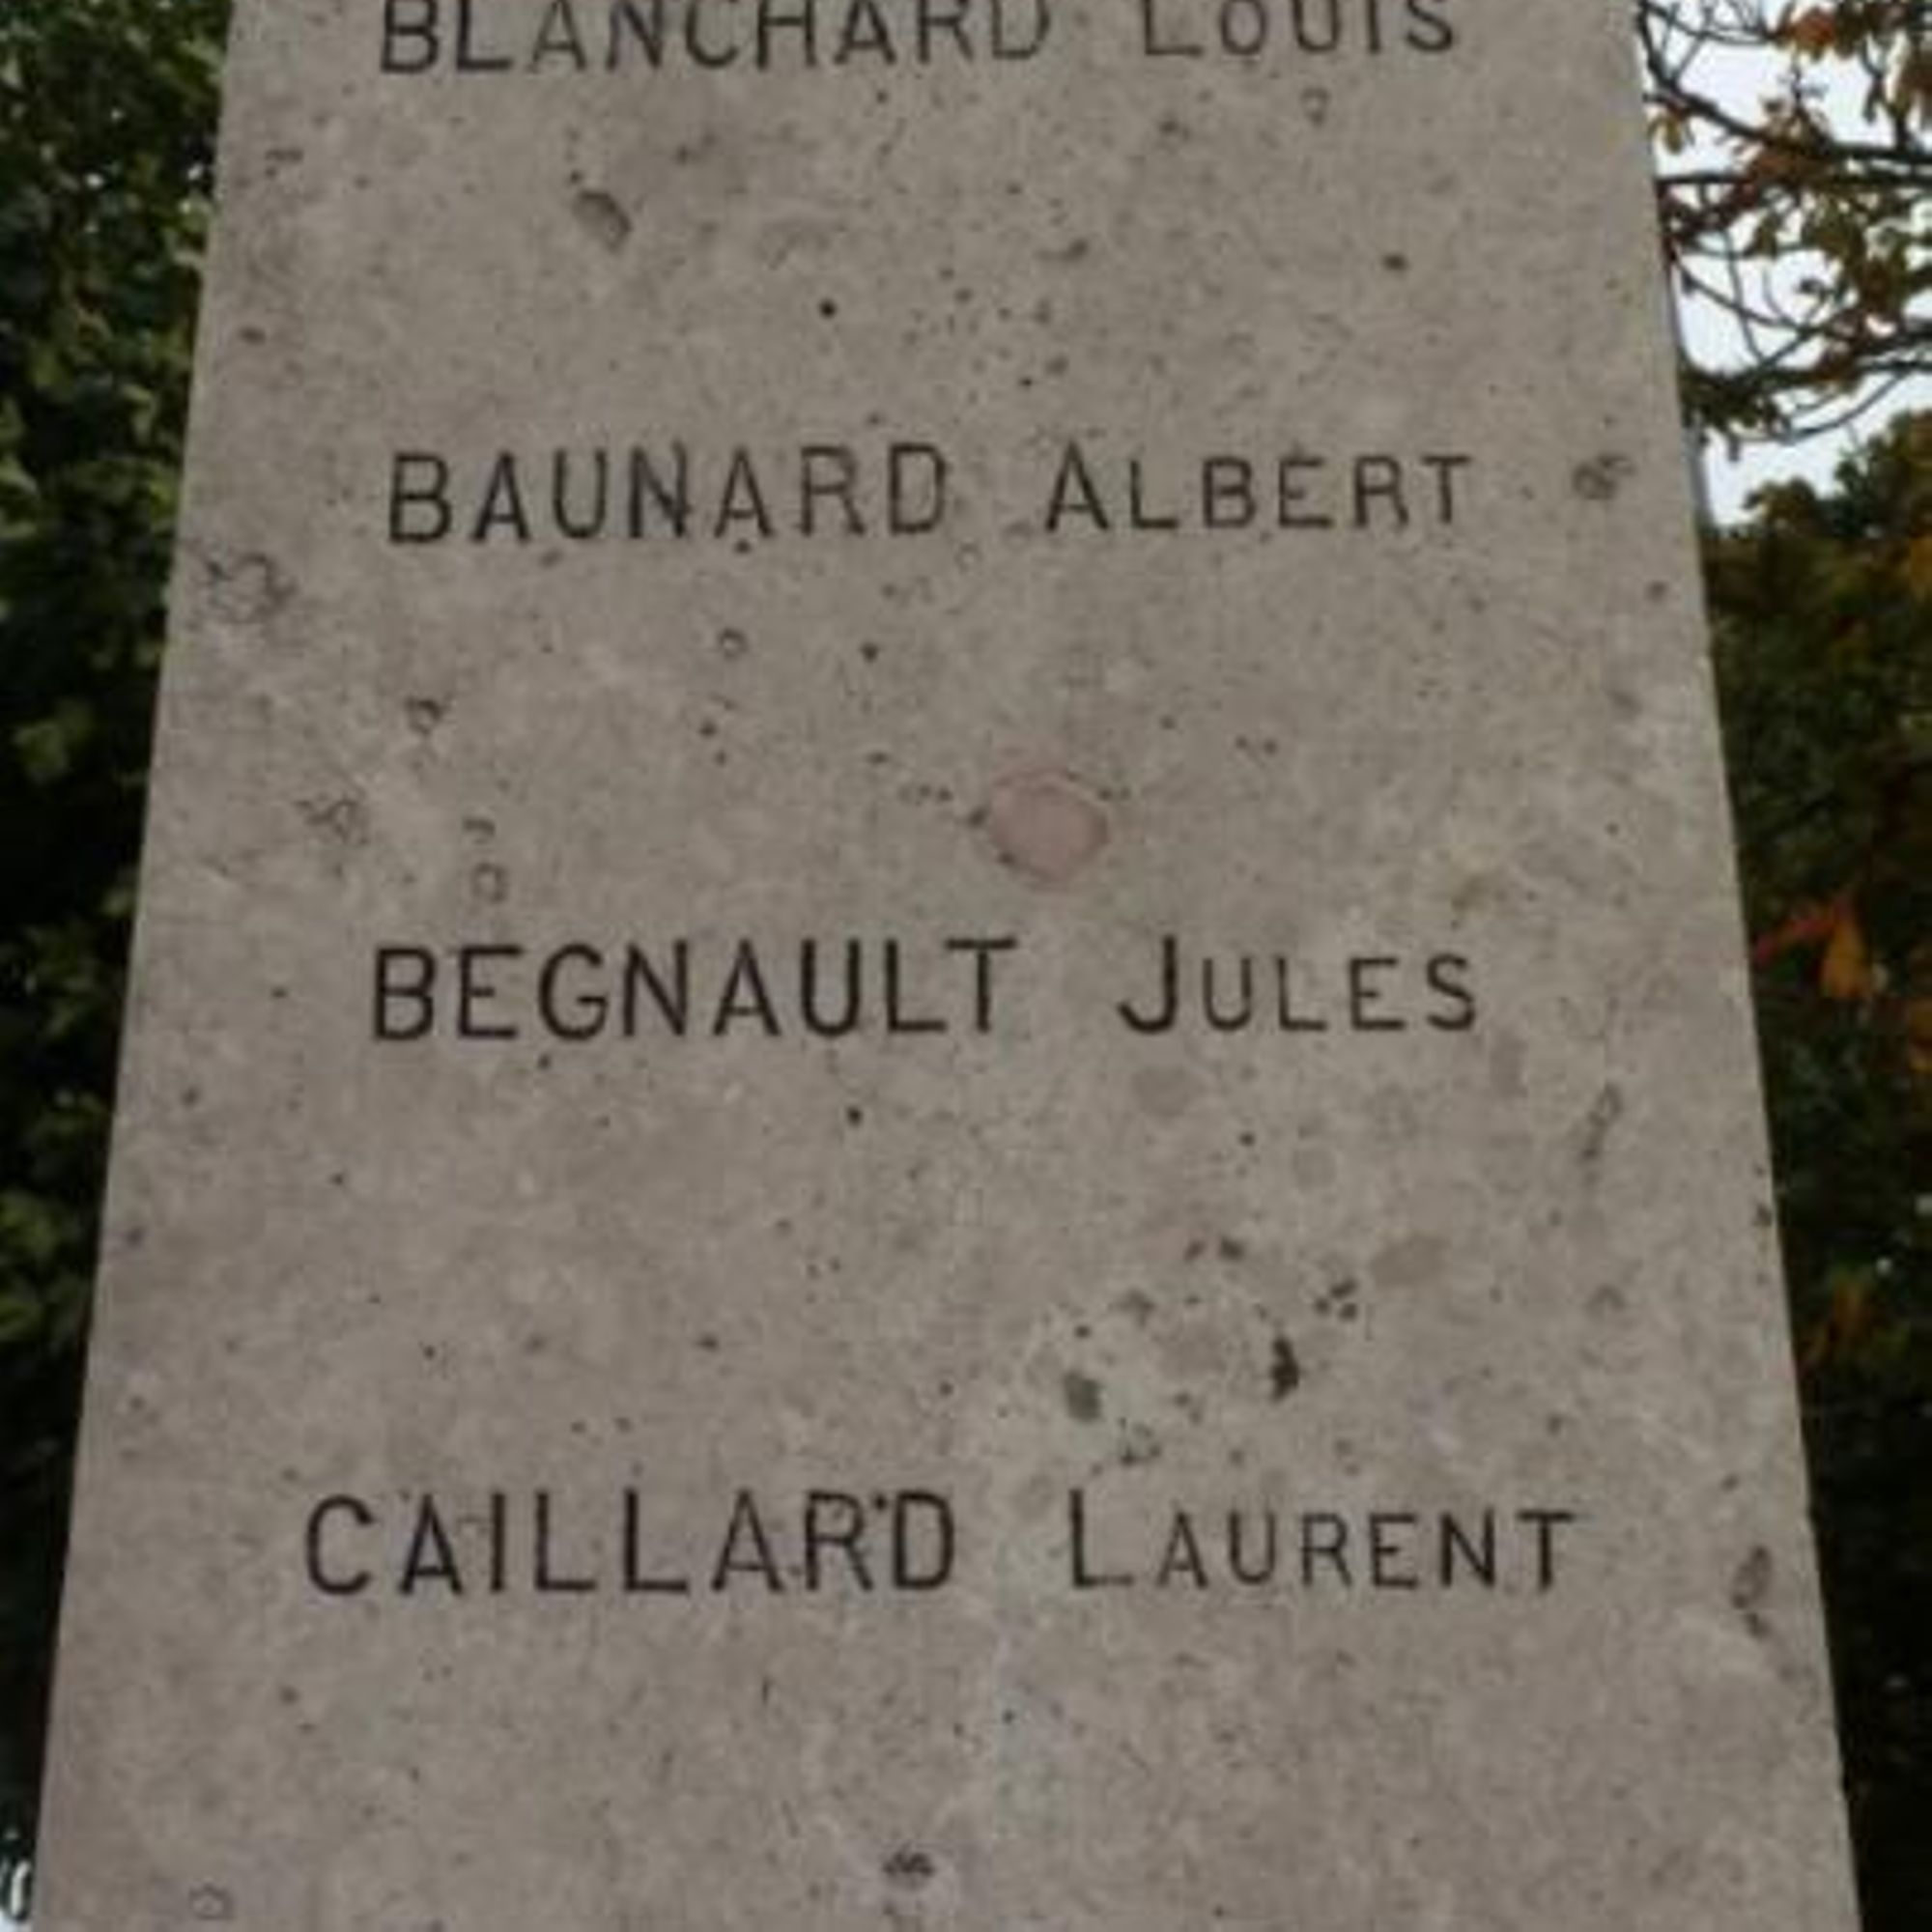 BLANCHARD LOUIS
BAUNARD ALBERT
BEGNAULT JULES
CAILLARD LAURENT